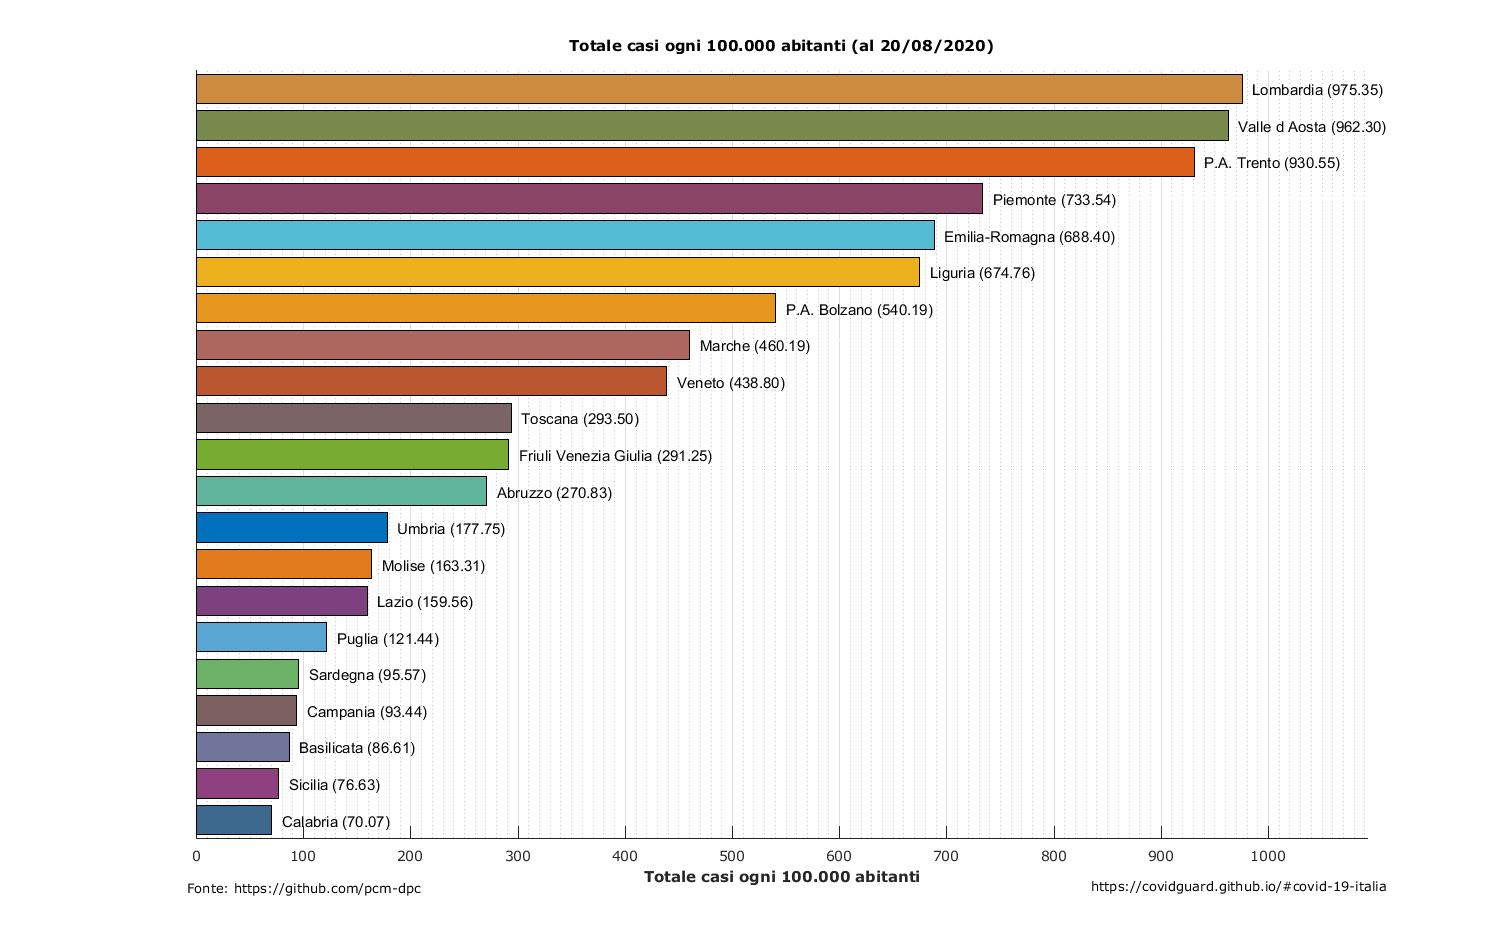 Totale casi ogni 100.000 abitanti (al 20/08/2020)
Lombardia (975.35)
Valle d Aosta (962.30)
P.A. Trento (930.55)
Piemonte (733.54)
Emilia-Romagna (688.40)
Liguria (674.76)
P.A. Bolzano (540.19)
Marche (460.19)
Veneto (438.80)
Toscana (293.50)
Friuli Venezia Giulia (291.25)
Abruzzo (270.83)
Umbria (177.75)
Molise (163.31)
Lazio (159.56)
Puglia (121.44)
Sardegna (95.57)
Campania (93.44)
Basilicata (86.61)
Sicilia (76.63)
Calabria (70.07)
0 100 200 300 400 500 600 700 800 900 1000
Totale casi ogni 100.000 abitanti
Fonte: https://github.com/pcm-dpc
https://covidguard.github.io/#covid-19-italia